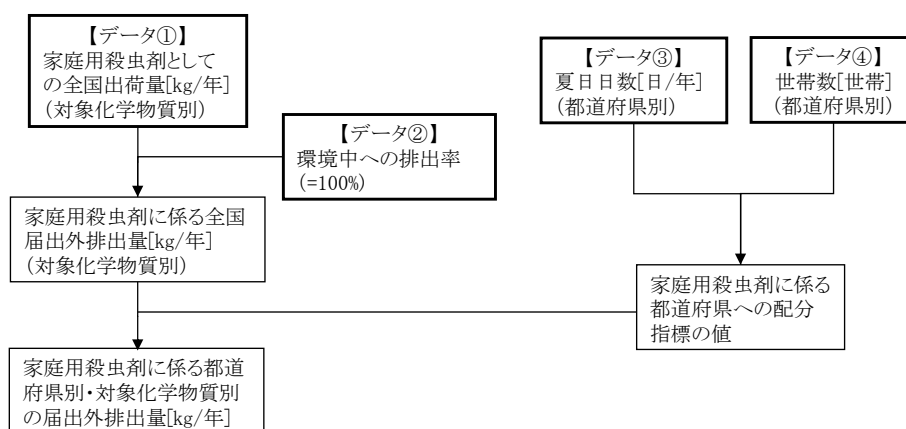 【データ①】
家庭用殺虫剤として
の全国出荷量[kg/年]
(対象化学物質別)
【データ②】
環境中への排出率
(=100%)
【データ③】
夏日日数[日/年]
(都道府県別)
【データ④】
世帯数[世帯]
(都道府県別)
家庭用殺虫剤に係る全国
届出外排出量[kg/年]
(対象化学物質別)
家庭用殺虫剤に係る
都道府県への配分
指標の値
家庭用殺虫剤に係る都道
府県別・対象化学物質別
の届出外排出量[kg/年]